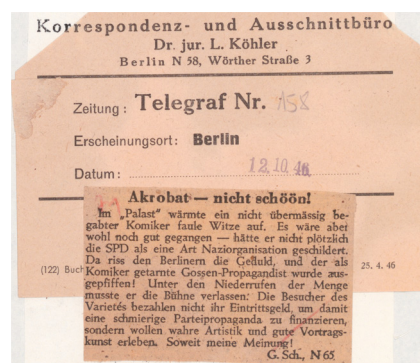 Korrespondenz- und Ausschnittbüro
Dr. jur. L. Köhler
Berlin N 58, Wörther Straße 3
Zeitung: Telegraf Nr. 158
Erscheinungsort: Berlin
Datum: 12.10.46
Akrobat — nicht schöön!
Im „Palast" wärmte ein nicht übermässig be-
gabter Komiker faule Witze auf. Es wäre aber
wohl noch gut gegangen — hätte er nicht plötzlich
die SPD als eine Art Naziorganisation geschildert.
Da riss den Berlinern die Geduld, und der als
Komiker getarnte Gossen-Propagandist wurde aus-
gepfiffen! Unter den Niederrufen der Menge
musste er die Bühne verlassen. Die Besucher des
Varietés bezahlen nicht ihr Eintrittsgeld, um damit
eine schmierige Parteipropaganda zu finanzieren,
sondern wollen wahre Artistik und gute Vortrags-
kunst erleben. Soweit meine Meinung!
G. Sch., N 65
(122) Buch
25. 4. 46